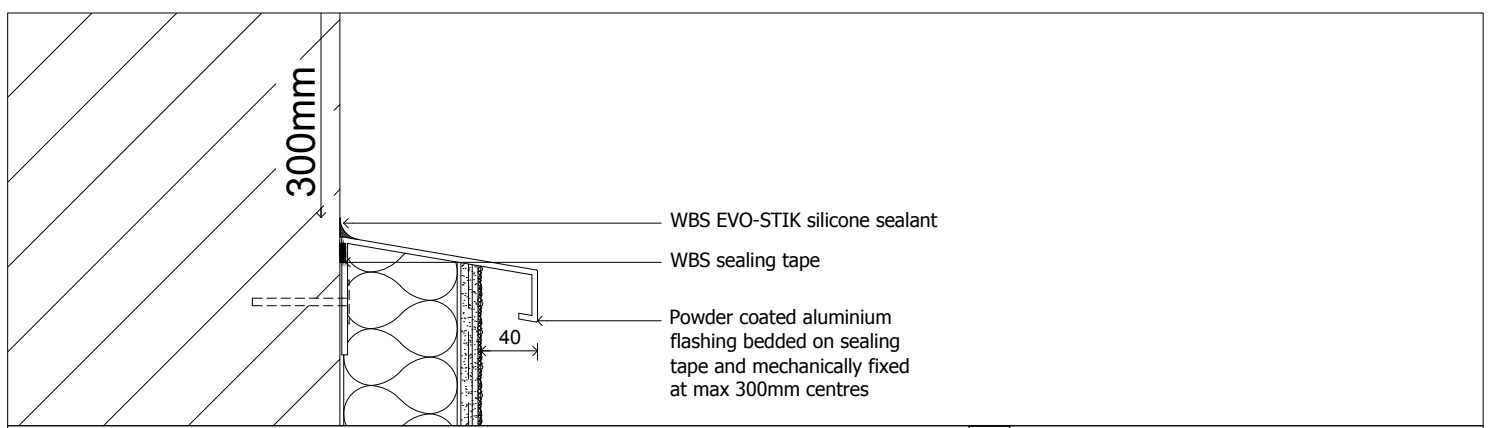 300mm
WBS EVO-STIK silicone sealant
WBS sealing tape
Powder coated aluminium
flashing bedded on sealing
tape and mechanically fixed
at max 300mm centres
40